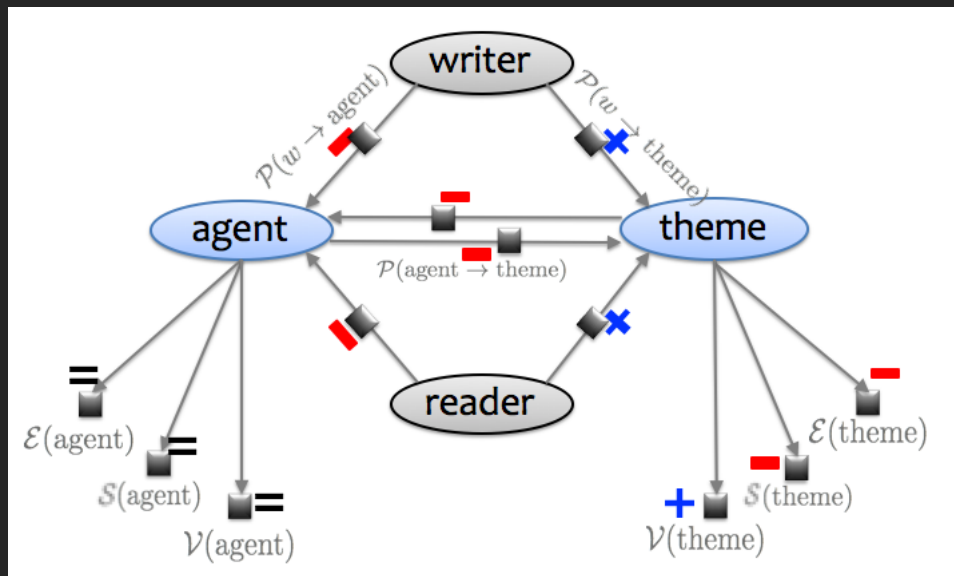 writer
𝒫(w → agent)
𝒫(w → theme)
−
+
−
agent
theme
−
𝒫(agent → theme)
−
+
reader
=
−
ℰ(agent)
ℰ(theme)
=
−
𝒮(agent)
𝒮(theme)
=
+
𝒱(agent)
𝒱(theme)